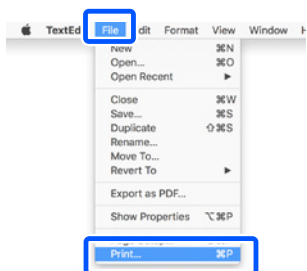 TextEd File dit Format View Window H
New ⌘N
Open... ⌘O
Open Recent ▶
Close ⌘W
Save... ⌘S
Duplicate ⇧⌘S
Rename...
Move To...
Revert To ▶
Export as PDF...
Show Properties ⌥⌘P
Print... ⌘P